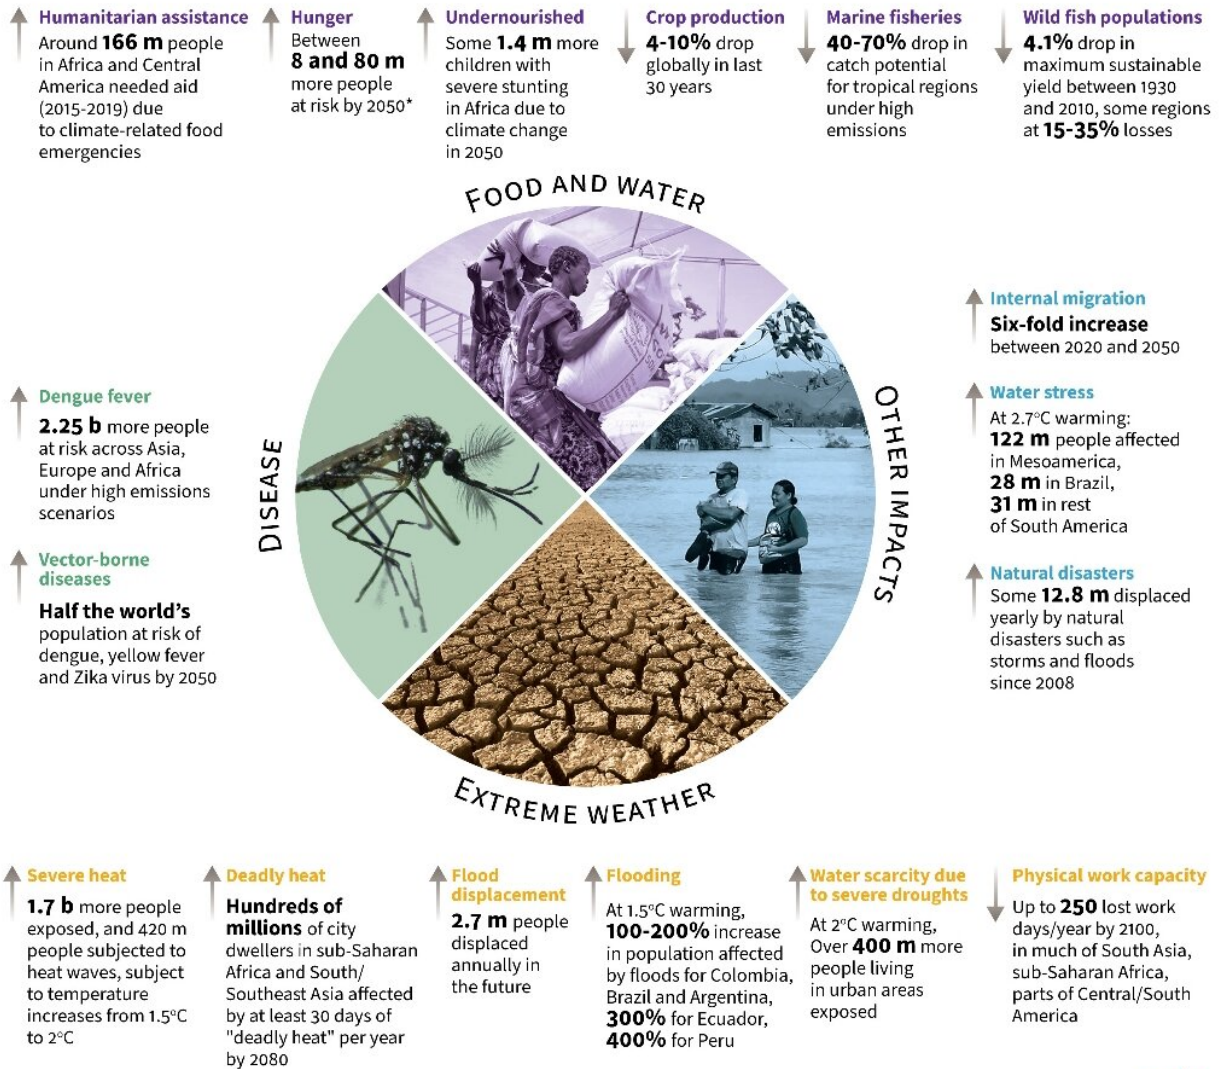 Humanitarian assistance
Around 166 m people
in Africa and Central
America needed aid
(2015-2019) due
to climate-related food
emergencies
Hunger
Between
8 and 80 m
more people
at risk by 2050*
Undernourished
Some 1.4 m more
children with
severe stunting
in Africa due to
climate change
in 2050
Crop production
4-10% drop
globally in last
30 years
Marine fisheries
40-70% drop in
catch potential
for tropical regions
under high
emissions
Wild fish populations
4.1% drop in
maximum sustainable
yield between 1930
and 2010, some regions
at 15-35% losses
FOOD AND WATER
Dengue fever
2.25 b more people
at risk across Asia,
Europe and Africa
under high emissions
scenarios
Vector-borne
diseases
Half the world's
population at risk of
dengue, yellow fever
and Zika virus by 2050
DISEASE
OTHER IMPACTS
Internal migration
Six-fold increase
between 2020 and 2050
Water stress
At 2.7°C warming:
122 m people affected
in Mesoamerica,
28 m in Brazil,
31 m in rest
of South America
Natural disasters
Some 12.8 m displaced
yearly by natural
disasters such as
storms and floods
since 2008
EXTREME WEATHER
Severe heat
1.7 b more people
exposed, and 420 m
people subjected to
heat waves, subject
to temperature
increases from 1.5°C
to 2°C
Deadly heat
Hundreds of
millions of city
dwellers in sub-Saharan
Africa and South/
Southeast Asia affected
by at least 30 days of
"deadly heat" per year
by 2080
Flood
displacement
2.7 m people
displaced
annually in
the future
Flooding
At 1.5°C warming,
100-200% increase
in population affected
by floods for Colombia,
Brazil and Argentina,
300% for Ecuador,
400% for Peru
Water scarcity due
to severe droughts
At 2°C warming,
Over 400 m more
people living
in urban areas
exposed
Physical work capacity
Up to 250 lost work
days/year by 2100,
in much of South Asia,
sub-Saharan Africa,
parts of Central/South
America